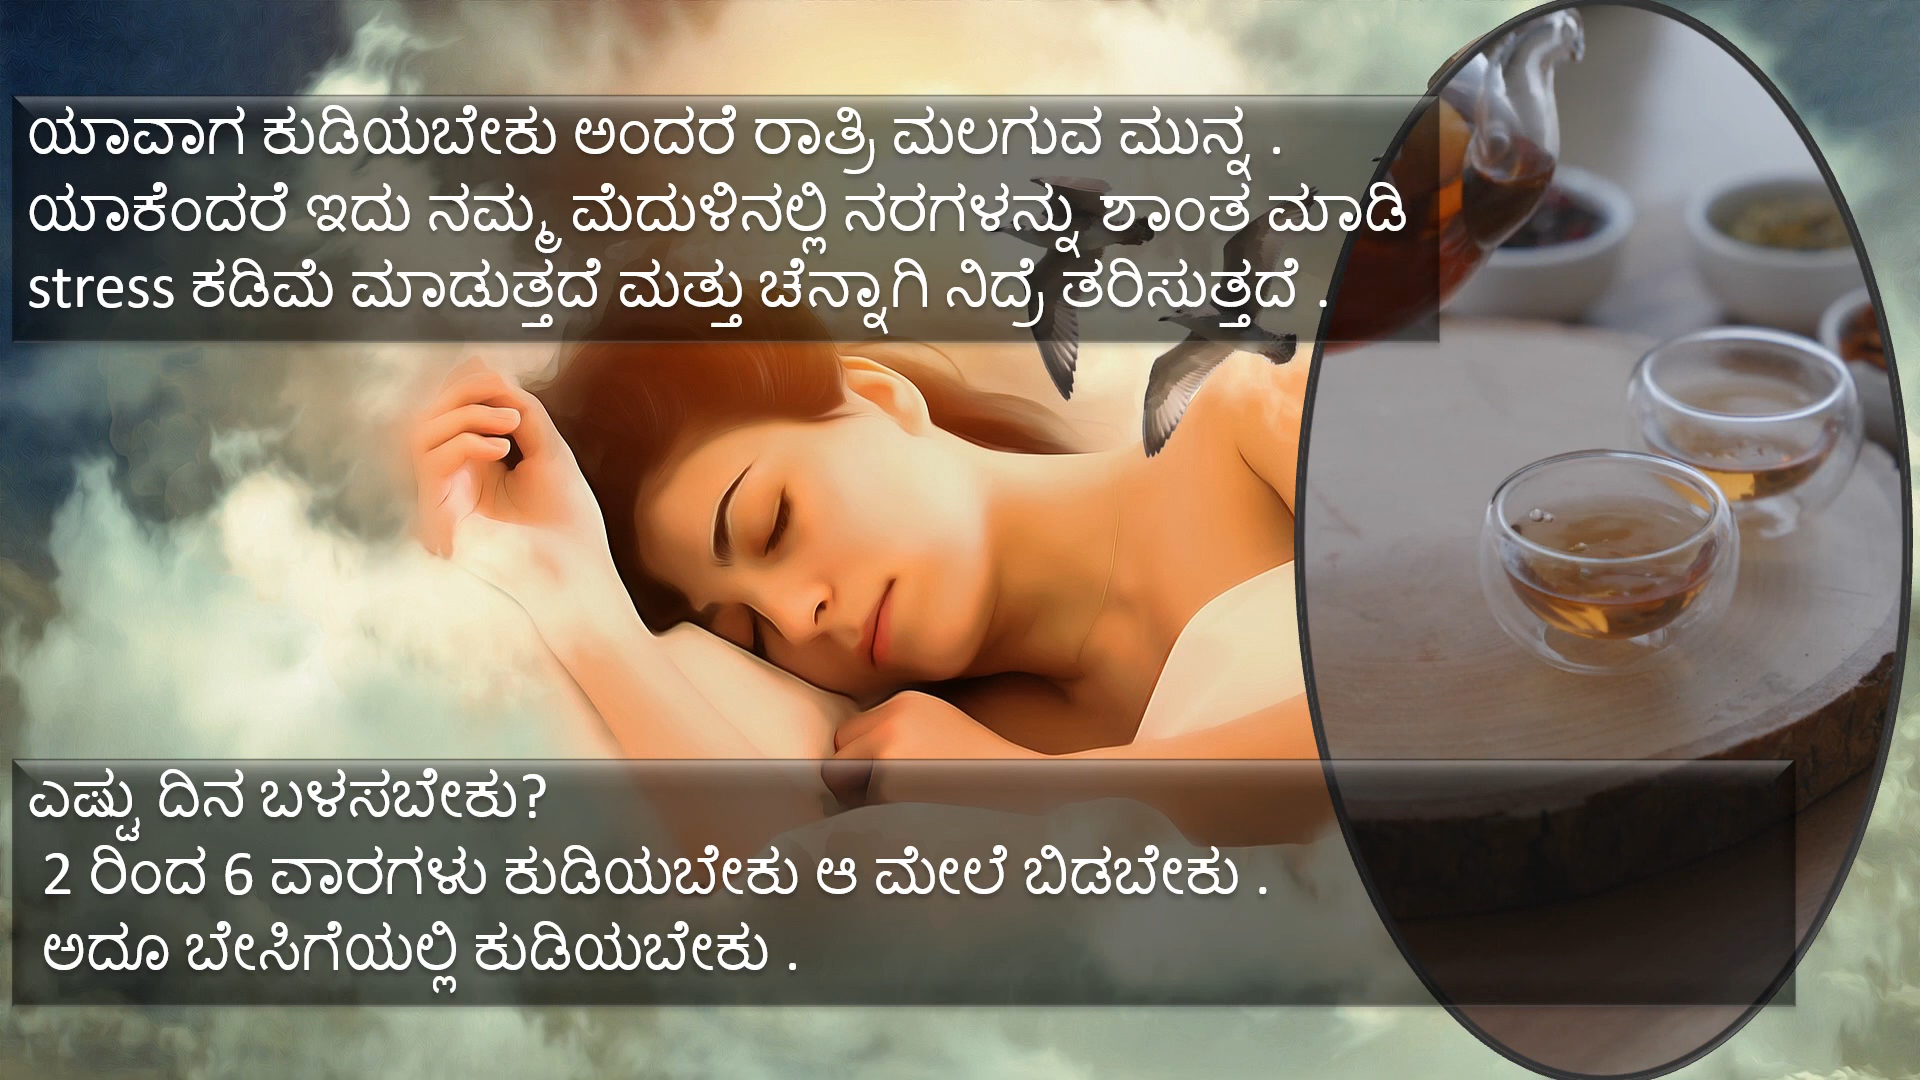 ಯಾವಾಗ ಕುಡಿಯಬೇಕು ಅಂದರೆ ರಾತ್ರಿ ಮಲಗುವ ಮುನ್ನ .
ಯಾಕೆಂದರೆ ಇದು ನಮ್ಮ ಮೆದುಳಿನಲ್ಲಿ ನರಗಳನ್ನು ಶಾಂತ ಮಾಡಿ
stress ಕಡಿಮೆ ಮಾಡುತ್ತದೆ ಮತ್ತು ಚೆನ್ನಾಗಿ ನಿದ್ರೆ ತರಿಸುತ್ತದೆ .
ಎಷ್ಟು ದಿನ ಬಳಸಬೇಕು?
2 ರಿಂದ 6 ವಾರಗಳು ಕುಡಿಯಬೇಕು ಆ ಮೇಲೆ ಬಿಡಬೇಕು .
ಅದೂ ಬೇಸಿಗೆಯಲ್ಲಿ ಕುಡಿಯಬೇಕು .